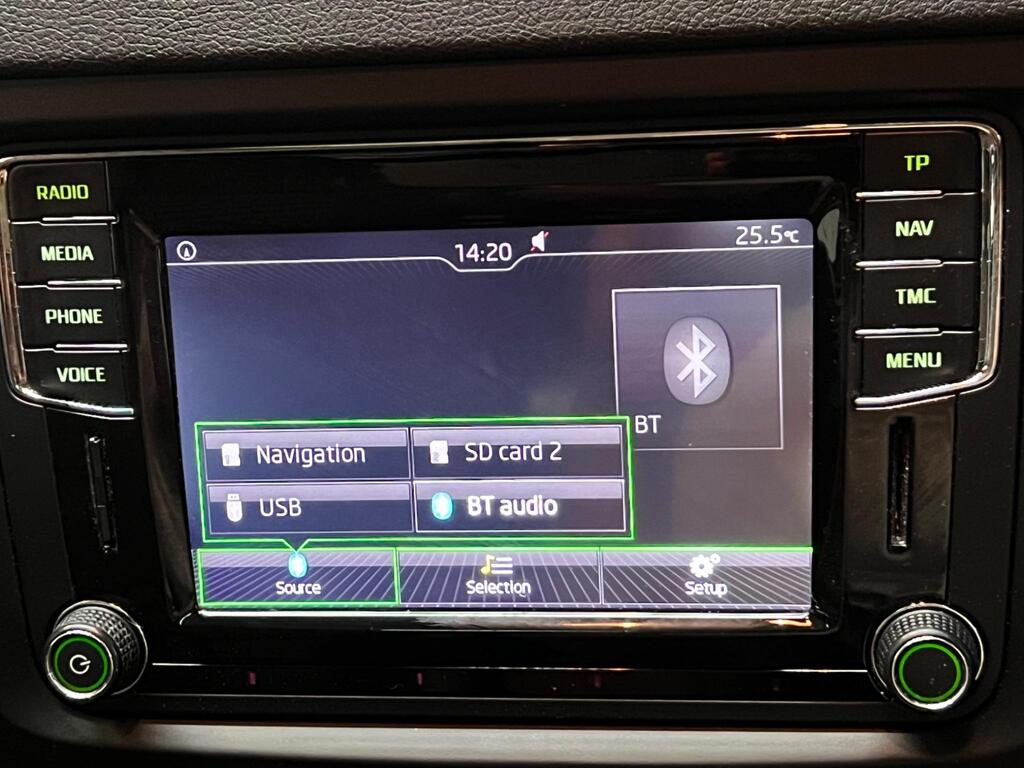 RADIO
MEDIA
PHONE
VOICE
14:20
25.5°C
BT
Navigation
SD card 2
USB
BT audio
Source
Selection
Setup
TP
NAV
TMC
MENU